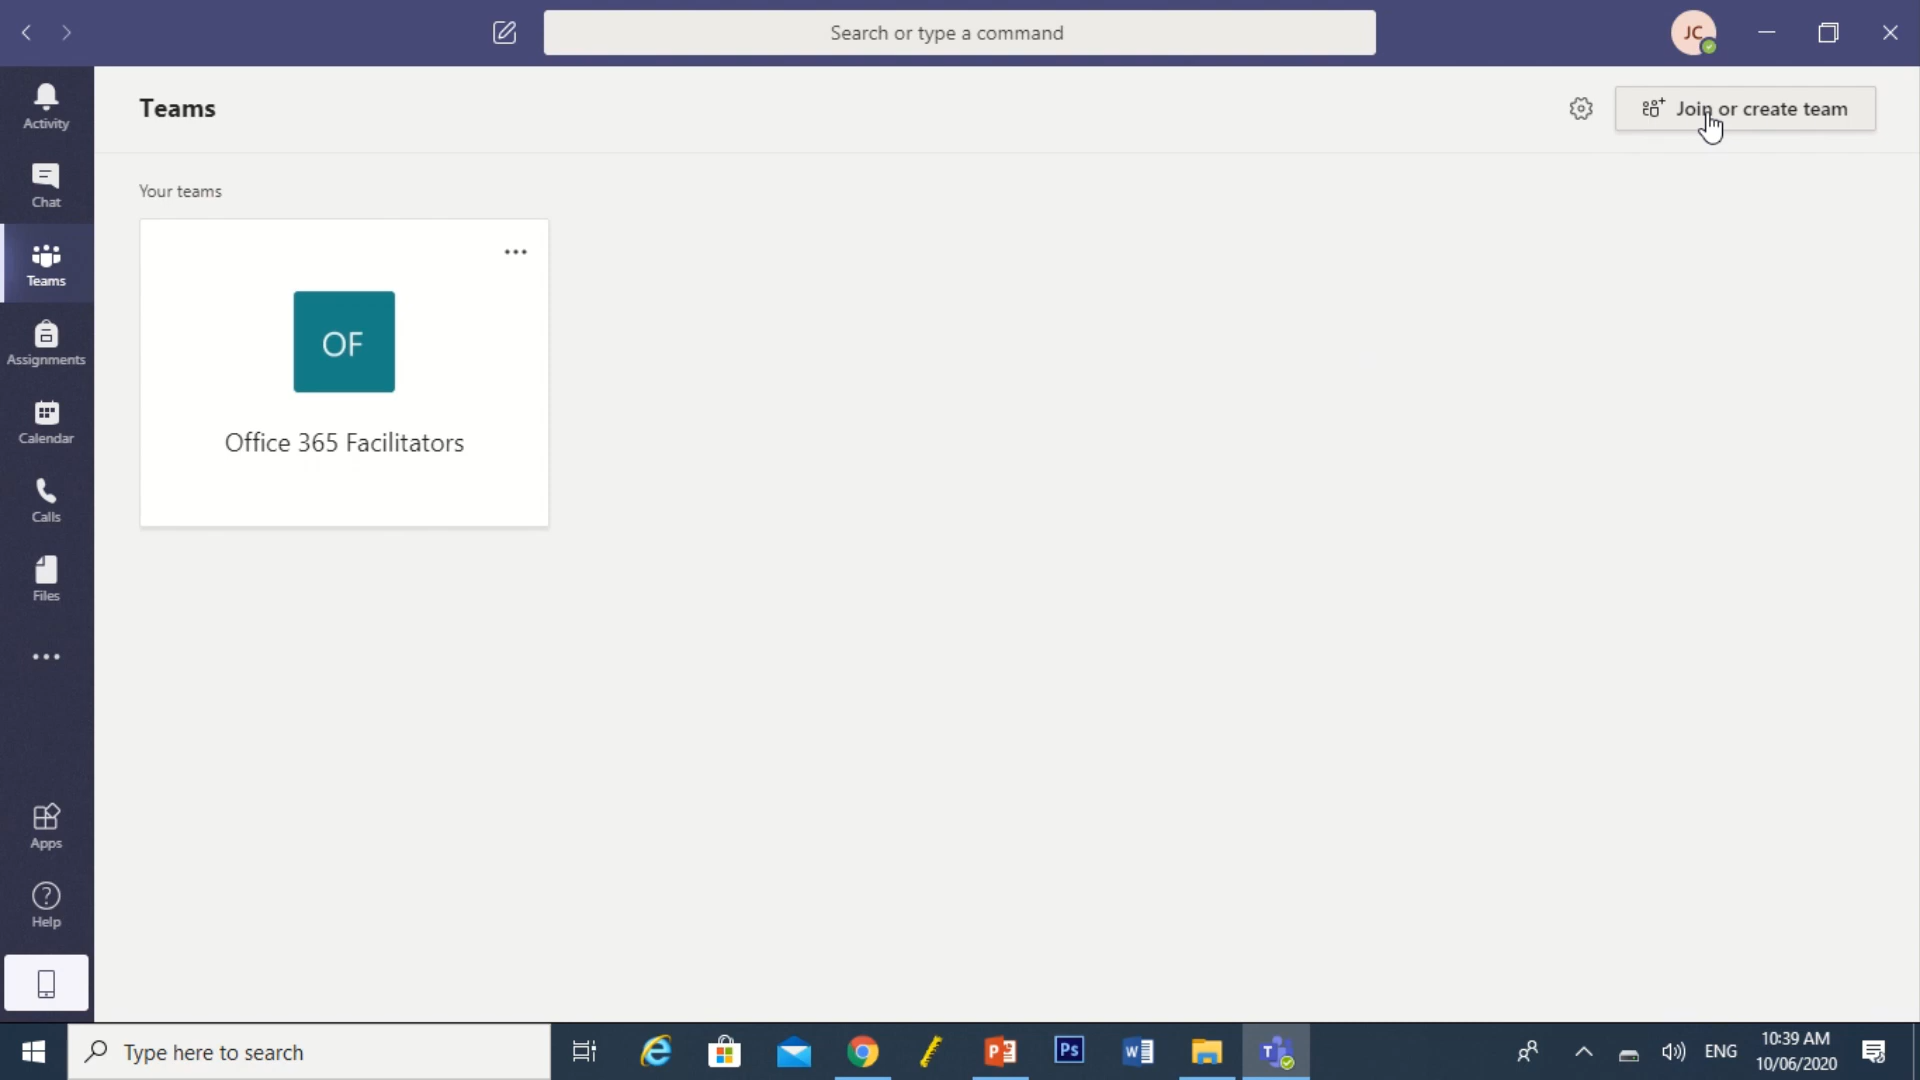 Search or type a command
JC
Activity
Chat
Teams
Assignments
Calendar
Calls
Files
Apps
Help
Teams
Join or create team
Your teams
OF
Office 365 Facilitators
Type here to search
Ps
ENG
10:39 AM
10/06/2020